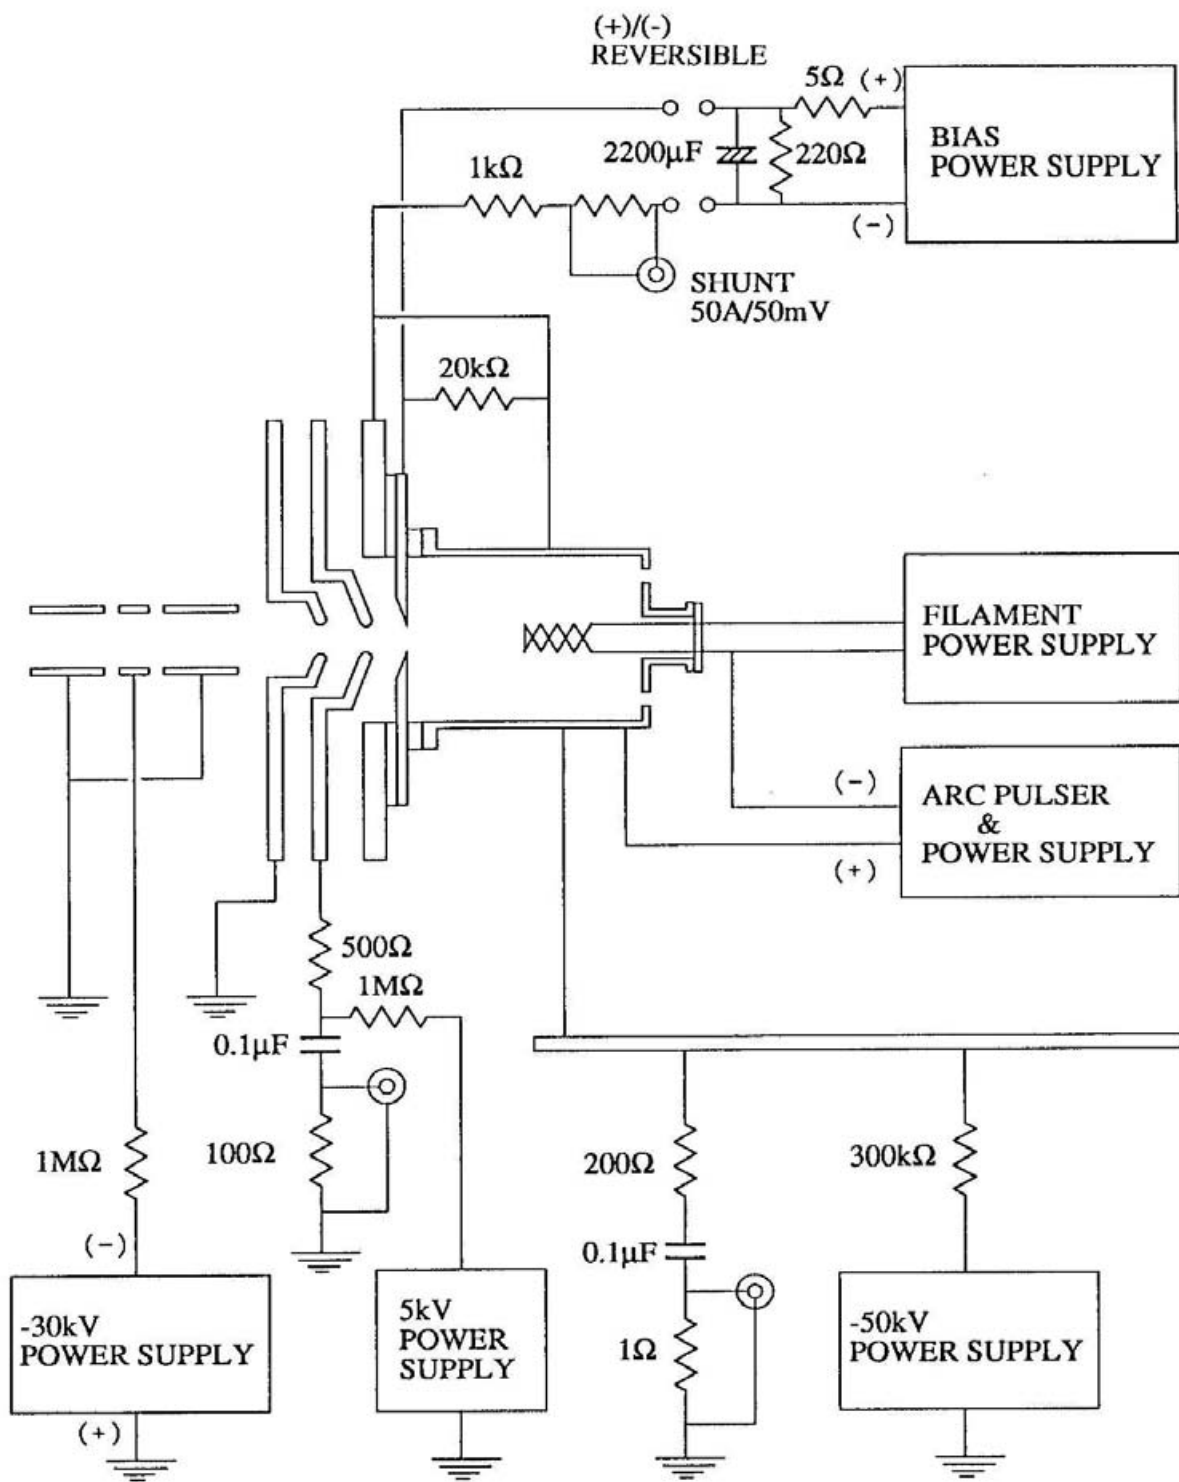 (+)/(-)
REVERSIBLE
5Ω
(+)
BIAS
POWER SUPPLY
2200μF
220Ω
1kΩ
(-)
SHUNT
50A/50mV
20kΩ
FILAMENT
POWER SUPPLY
(-)
ARC PULSER
&
POWER SUPPLY
(+)
500Ω
1MΩ
0.1μF
100Ω
1MΩ
200Ω
300kΩ
(-)
0.1μF
-30kV
POWER SUPPLY
5kV
POWER
SUPPLY
1Ω
-50kV
POWER SUPPLY
(+)